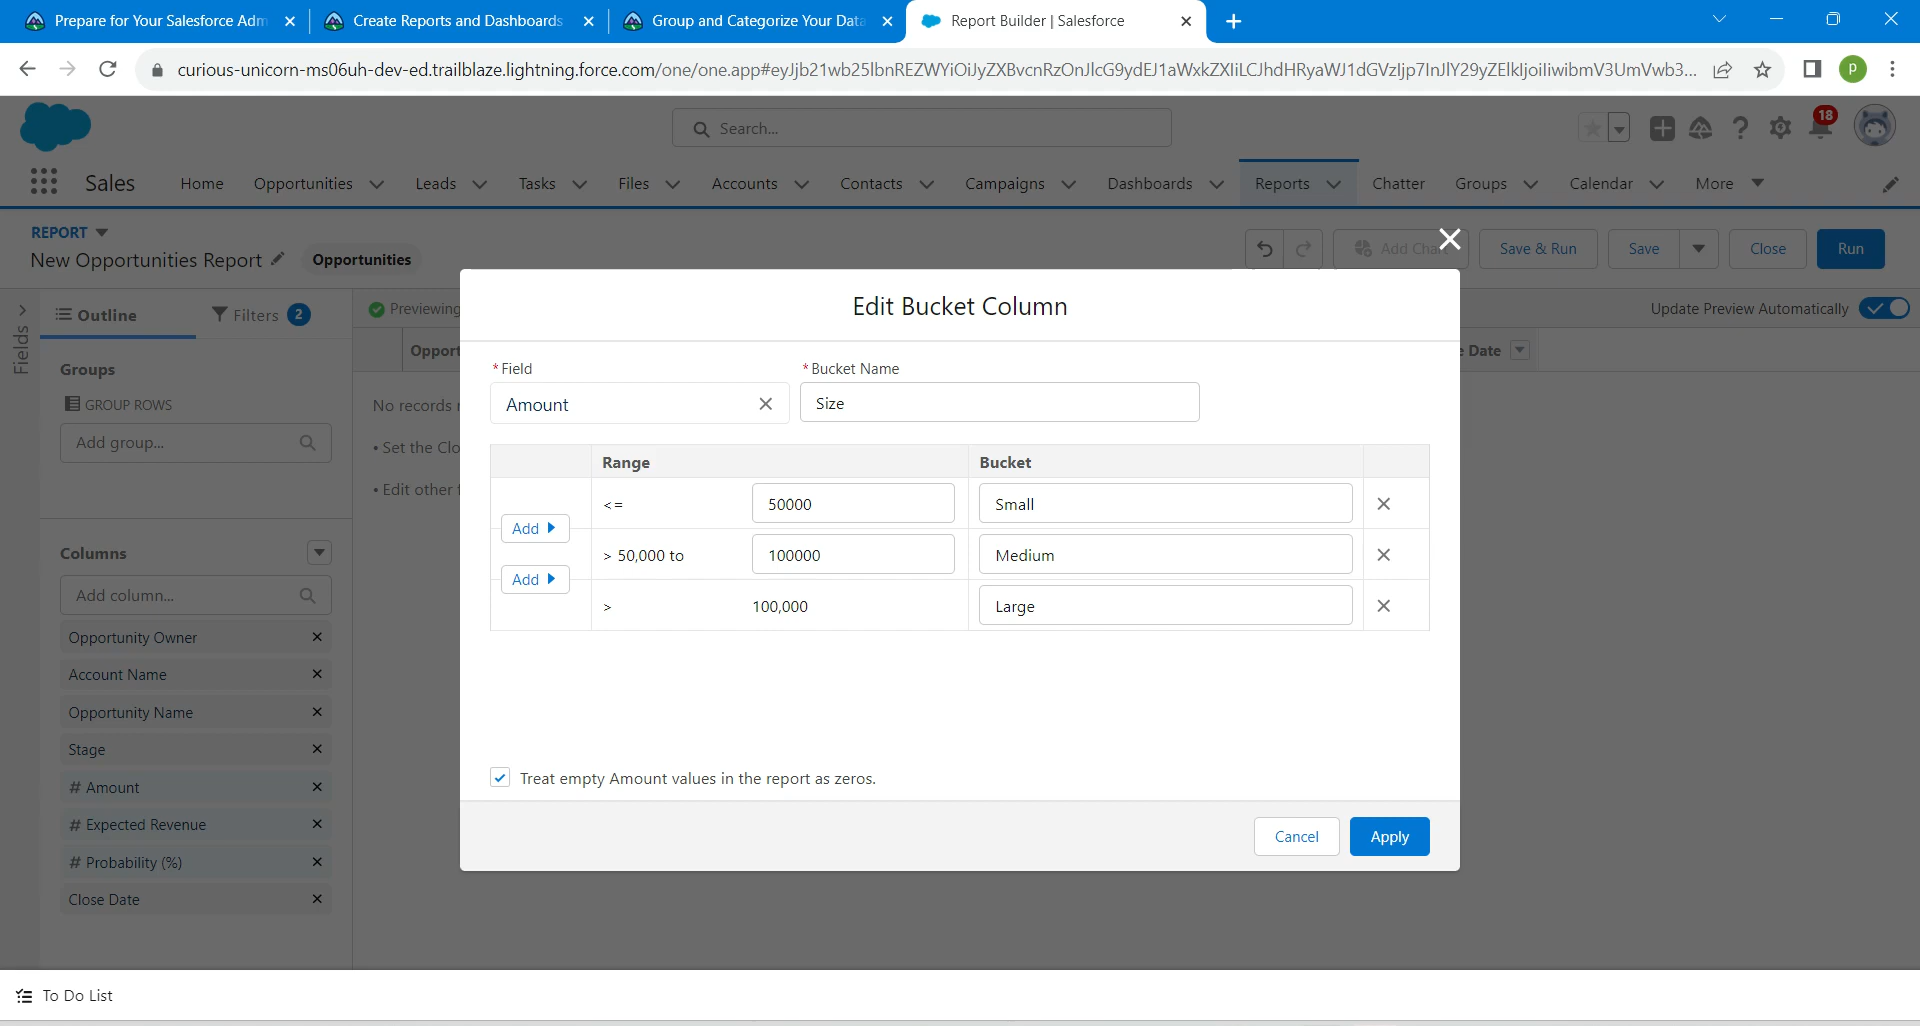 Prepare for Your Salesforce Adm
Create Reports and Dashboards
Group and Categorize Your Data
Report Builder | Salesforce
curious-unicorn-ms06uh-dev-ed.trailblaze.lightning.force.com/one/one.app#eyJjb21wb25lbnREZWYiOiJyZXBvcnRzOnJlcG9ydEJ1aWxkZXIiLCJhdHRyaWJ1dGVzIjp7InJlY29yZElkIjoiIiwibmV3UmVwb3...
P
Search...
18
Sales
Home
Opportunities
Leads
Tasks
Files
Accounts
Contacts
Campaigns
Dashboards
Reports
Chatter
Groups
Calendar
More
REPORT
New Opportunities Report
Opportunities
Add Cha
Save & Run
Save
Close
Run
Fields
Outline
Filters 2
Previewing
Update Preview Automatically
Opport
e Date
Groups
GROUP ROWS
Add group...
No records
• Set the Clo
• Edit other
Columns
Add column...
Opportunity Owner
Account Name
Opportunity Name
Stage
# Amount
# Expected Revenue
# Probability (%)
Close Date
Edit Bucket Column
* Field
* Bucket Name
Amount
Size
Range
Bucket
<= 50000 Small
Add
> 50,000 to 100000 Medium
Add
> 100,000 Large
Treat empty Amount values in the report as zeros.
Cancel
Apply
To Do List